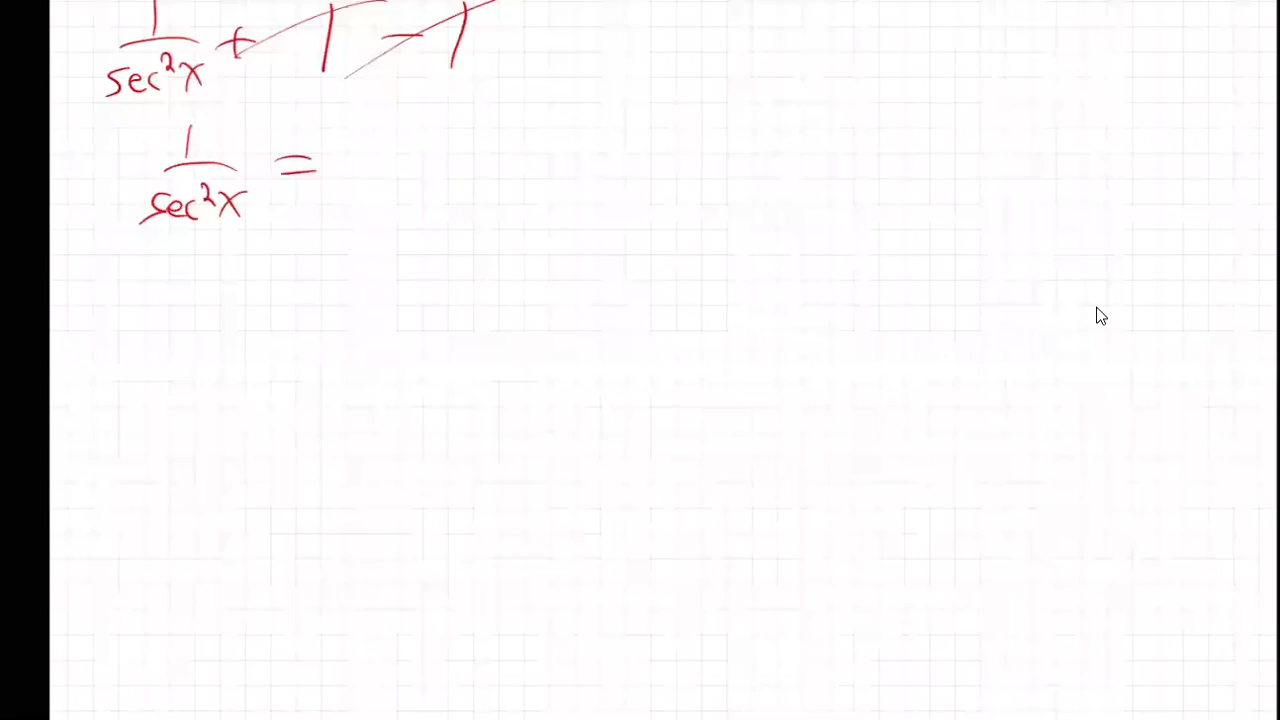 1/sec²x + 1 - 1
1/sec²x =